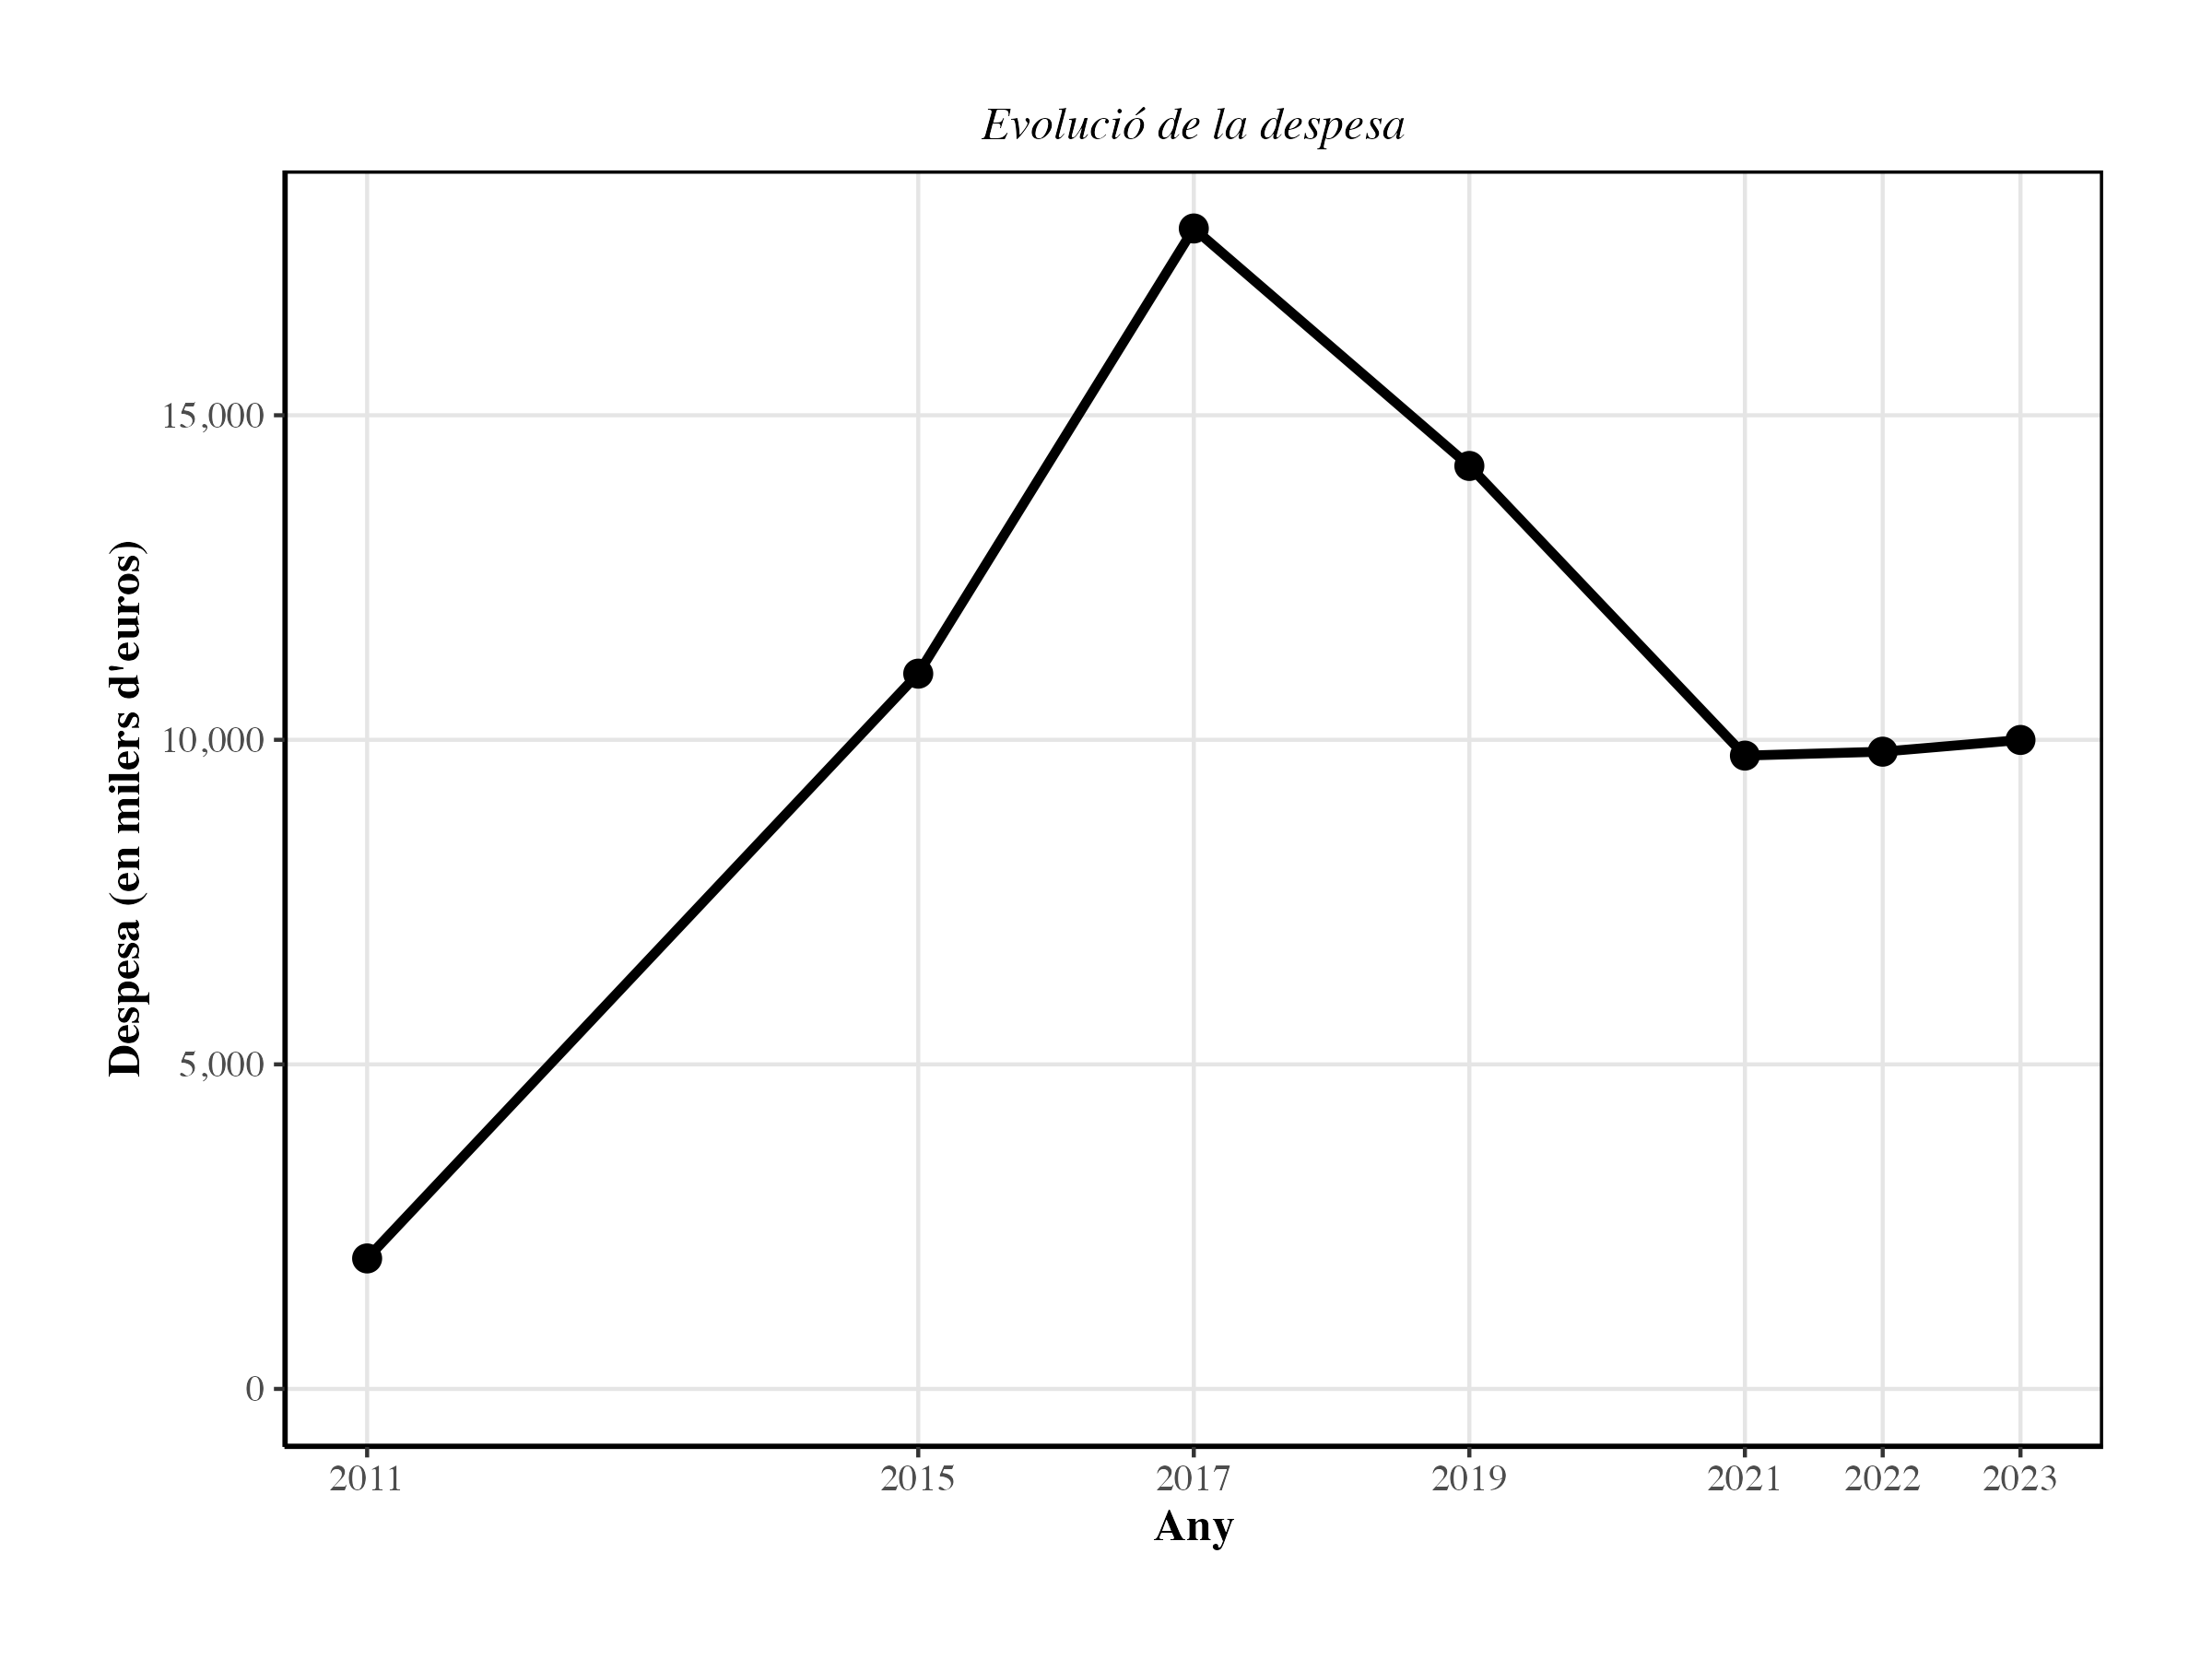 Evolució de la despesa
Despesa (en milers d'euros)
15,000
10,000
5,000
0
2011 2015 2017 2019 2021 2022 2023
Any